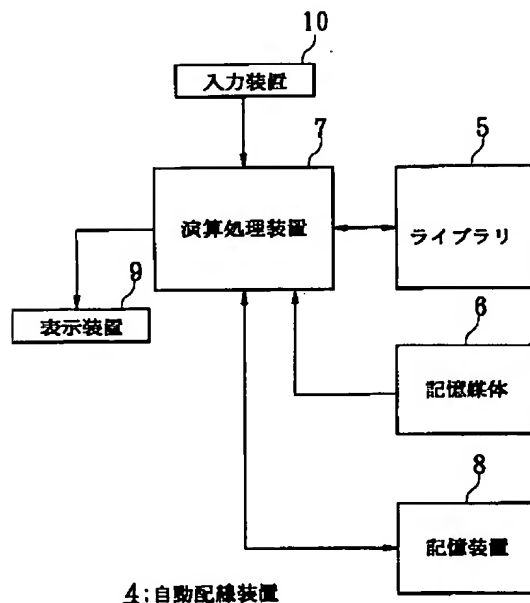 10
入力装置
7
演算処理装置
5
ライブラリ
9
表示装置
6
記憶媒体
8
記憶装置
4;自動配線装置